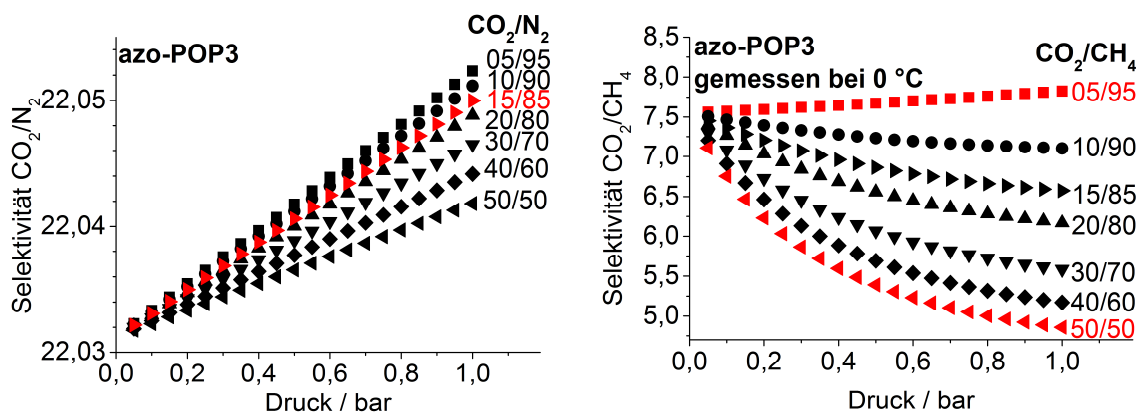 azo-POP3
CO₂/N₂
05/95
10/90
15/85
20/80
30/70
40/60
50/50
22,05
22,04
22,03
Selektivität CO₂/N₂
0,0 0,2 0,4 0,6 0,8 1,0
Druck / bar
azo-POP3
gemessen bei 0 °C
CO₂/CH₄
05/95
10/90
15/85
20/80
30/70
40/60
50/50
8,5
8,0
7,5
7,0
6,5
6,0
5,5
5,0
Selektivität CO₂/CH₄
0,0 0,2 0,4 0,6 0,8 1,0
Druck / bar